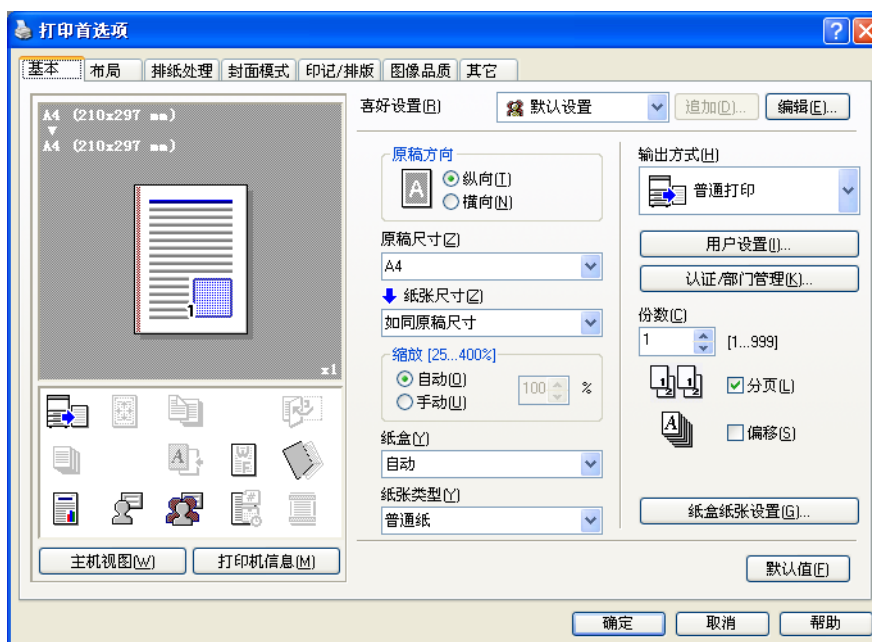 打印首选项
基本 布局 排纸处理 封面模式 印记/排版 图像品质 其它
A4 (210x297 mm)
A4 (210x297 mm)
1
x1
主机视图(W) 打印机信息(M)
喜好设置(R) 默认设置 追加(D)... 编辑(E)...
原稿方向
A
纵向(T)
横向(N)
原稿尺寸(Z)
A4
纸张尺寸(Z)
如同原稿尺寸
缩放 [25...400%]
自动(O)
手动(U)
100 %
纸盒(Y)
自动
纸张类型(Y)
普通纸
输出方式(H)
普通打印
用户设置(I)...
认证/部门管理(K)...
份数(C)
1 [1...999]
分页(L)
偏移(S)
纸盒纸张设置(G)...
默认值(F)
确定 取消 帮助